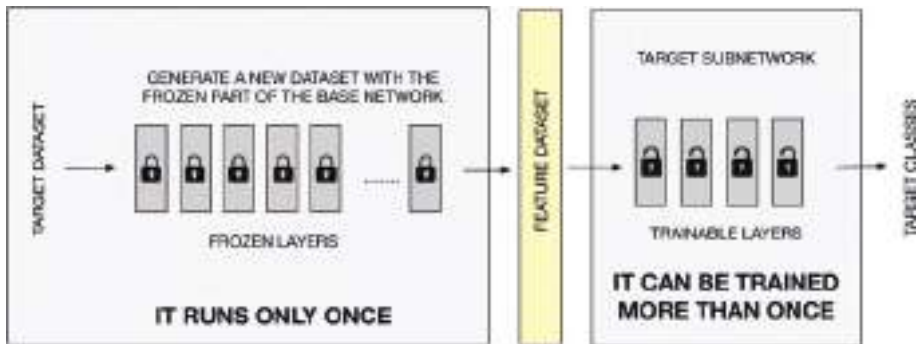 TARGET DATASET
GENERATE A NEW DATASET WITH THE
FROZEN PART OF THE BASE NETWORK
.......
FROZEN LAYERS
IT RUNS ONLY ONCE
FEATURE DATASET
TARGET SUBNETWORK
TRAINABLE LAYERS
IT CAN BE TRAINED
MORE THAN ONCE
TARGET CLASSES